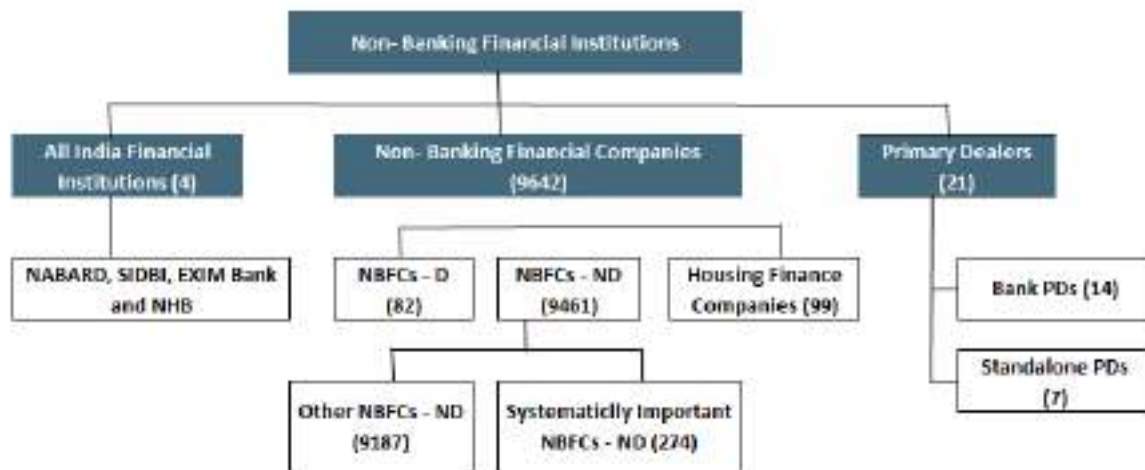 Non- Banking Financial Institutions
All India Financial
Institutions (4)
Non- Banking Financial Companies
(9642)
Primary Dealers
(21)
NABARD, SIDBI, EXIM Bank
and NHB
NBFCs - D
(82)
NBFCs - ND
(9461)
Housing Finance
Companies (99)
Bank PDs (14)
Standalone PDs
(7)
Other NBFCs - ND
(9187)
Systematiclly Important
NBFCs - ND (274)